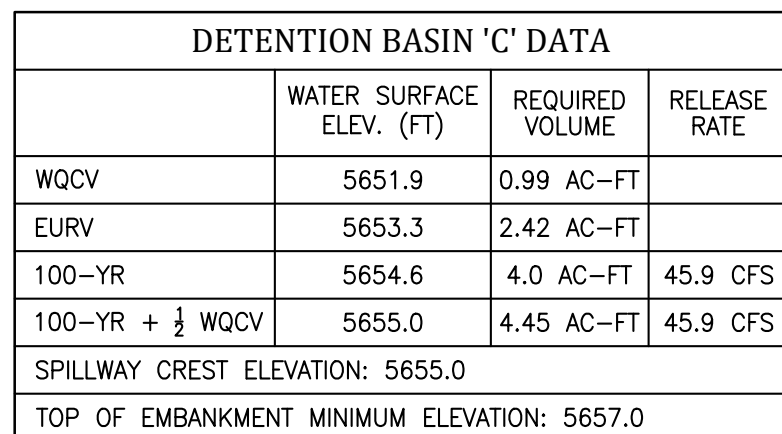 DETENTION BASIN 'C' DATA
WATER SURFACE ELEV. (FT) REQUIRED VOLUME RELEASE RATE
WQCV 5651.9 0.99 AC-FT
EURV 5653.3 2.42 AC-FT
100-YR 5654.6 4.0 AC-FT 45.9 CFS
100-YR + 1/2 WQCV 5655.0 4.45 AC-FT 45.9 CFS
SPILLWAY CREST ELEVATION: 5655.0
TOP OF EMBANKMENT MINIMUM ELEVATION: 5657.0